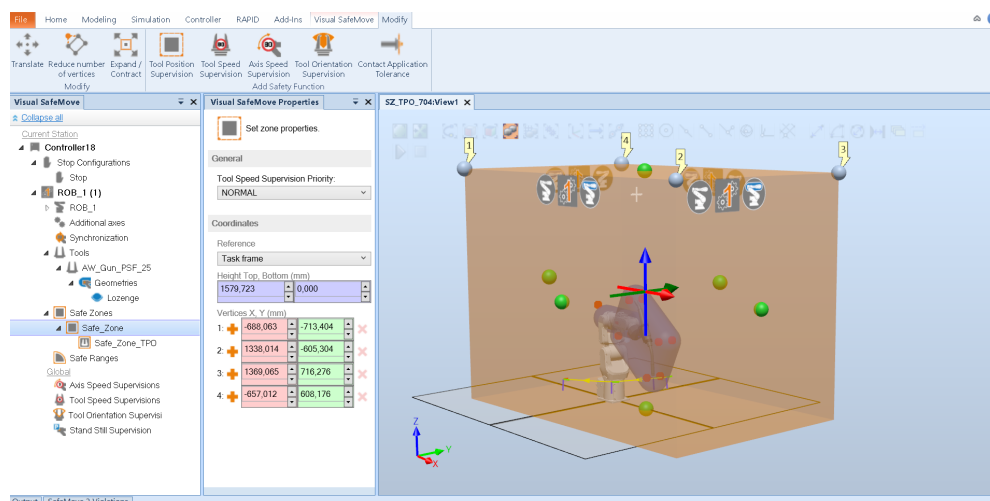 File Home Modeling Simulation Controller RAPID Add-Ins Visual SafeMove Modify
Translate Reduce number of vertices Expand / Contract Tool Position Supervision Tool Speed Supervision Axis Speed Supervision Tool Orientation Supervision Contact Application Tolerance
Modify Add Safety Function
Visual SafeMove
Collapse all
Current Station
Controller18
Stop Configurations
Stop
ROB_1 (1)
ROB_1
Additional axes
Synchronization
Tools
AW_Gun_PSF_25
Geometries
Lozenge
Safe Zones
Safe_Zone
Safe_Zone_TPO
Safe Ranges
Global
Axis Speed Supervisions
Tool Speed Supervisions
Tool Orientation Supervisi
Stand Still Supervision
Visual SafeMove Properties
Set zone properties.
General
Tool Speed Supervision Priority:
NORMAL
Coordinates
Reference
Task frame
Height Top, Bottom (mm)
1579,723 0,000
Vertices X, Y (mm)
1: -688,063 -713,404
2: 1338,014 -605,304
3: 1369,065 716,276
4: -657,012 608,176
SZ_TPO_704:View1
1
4
2
3
Z
Y
X
Output SafeMove 2 Violations